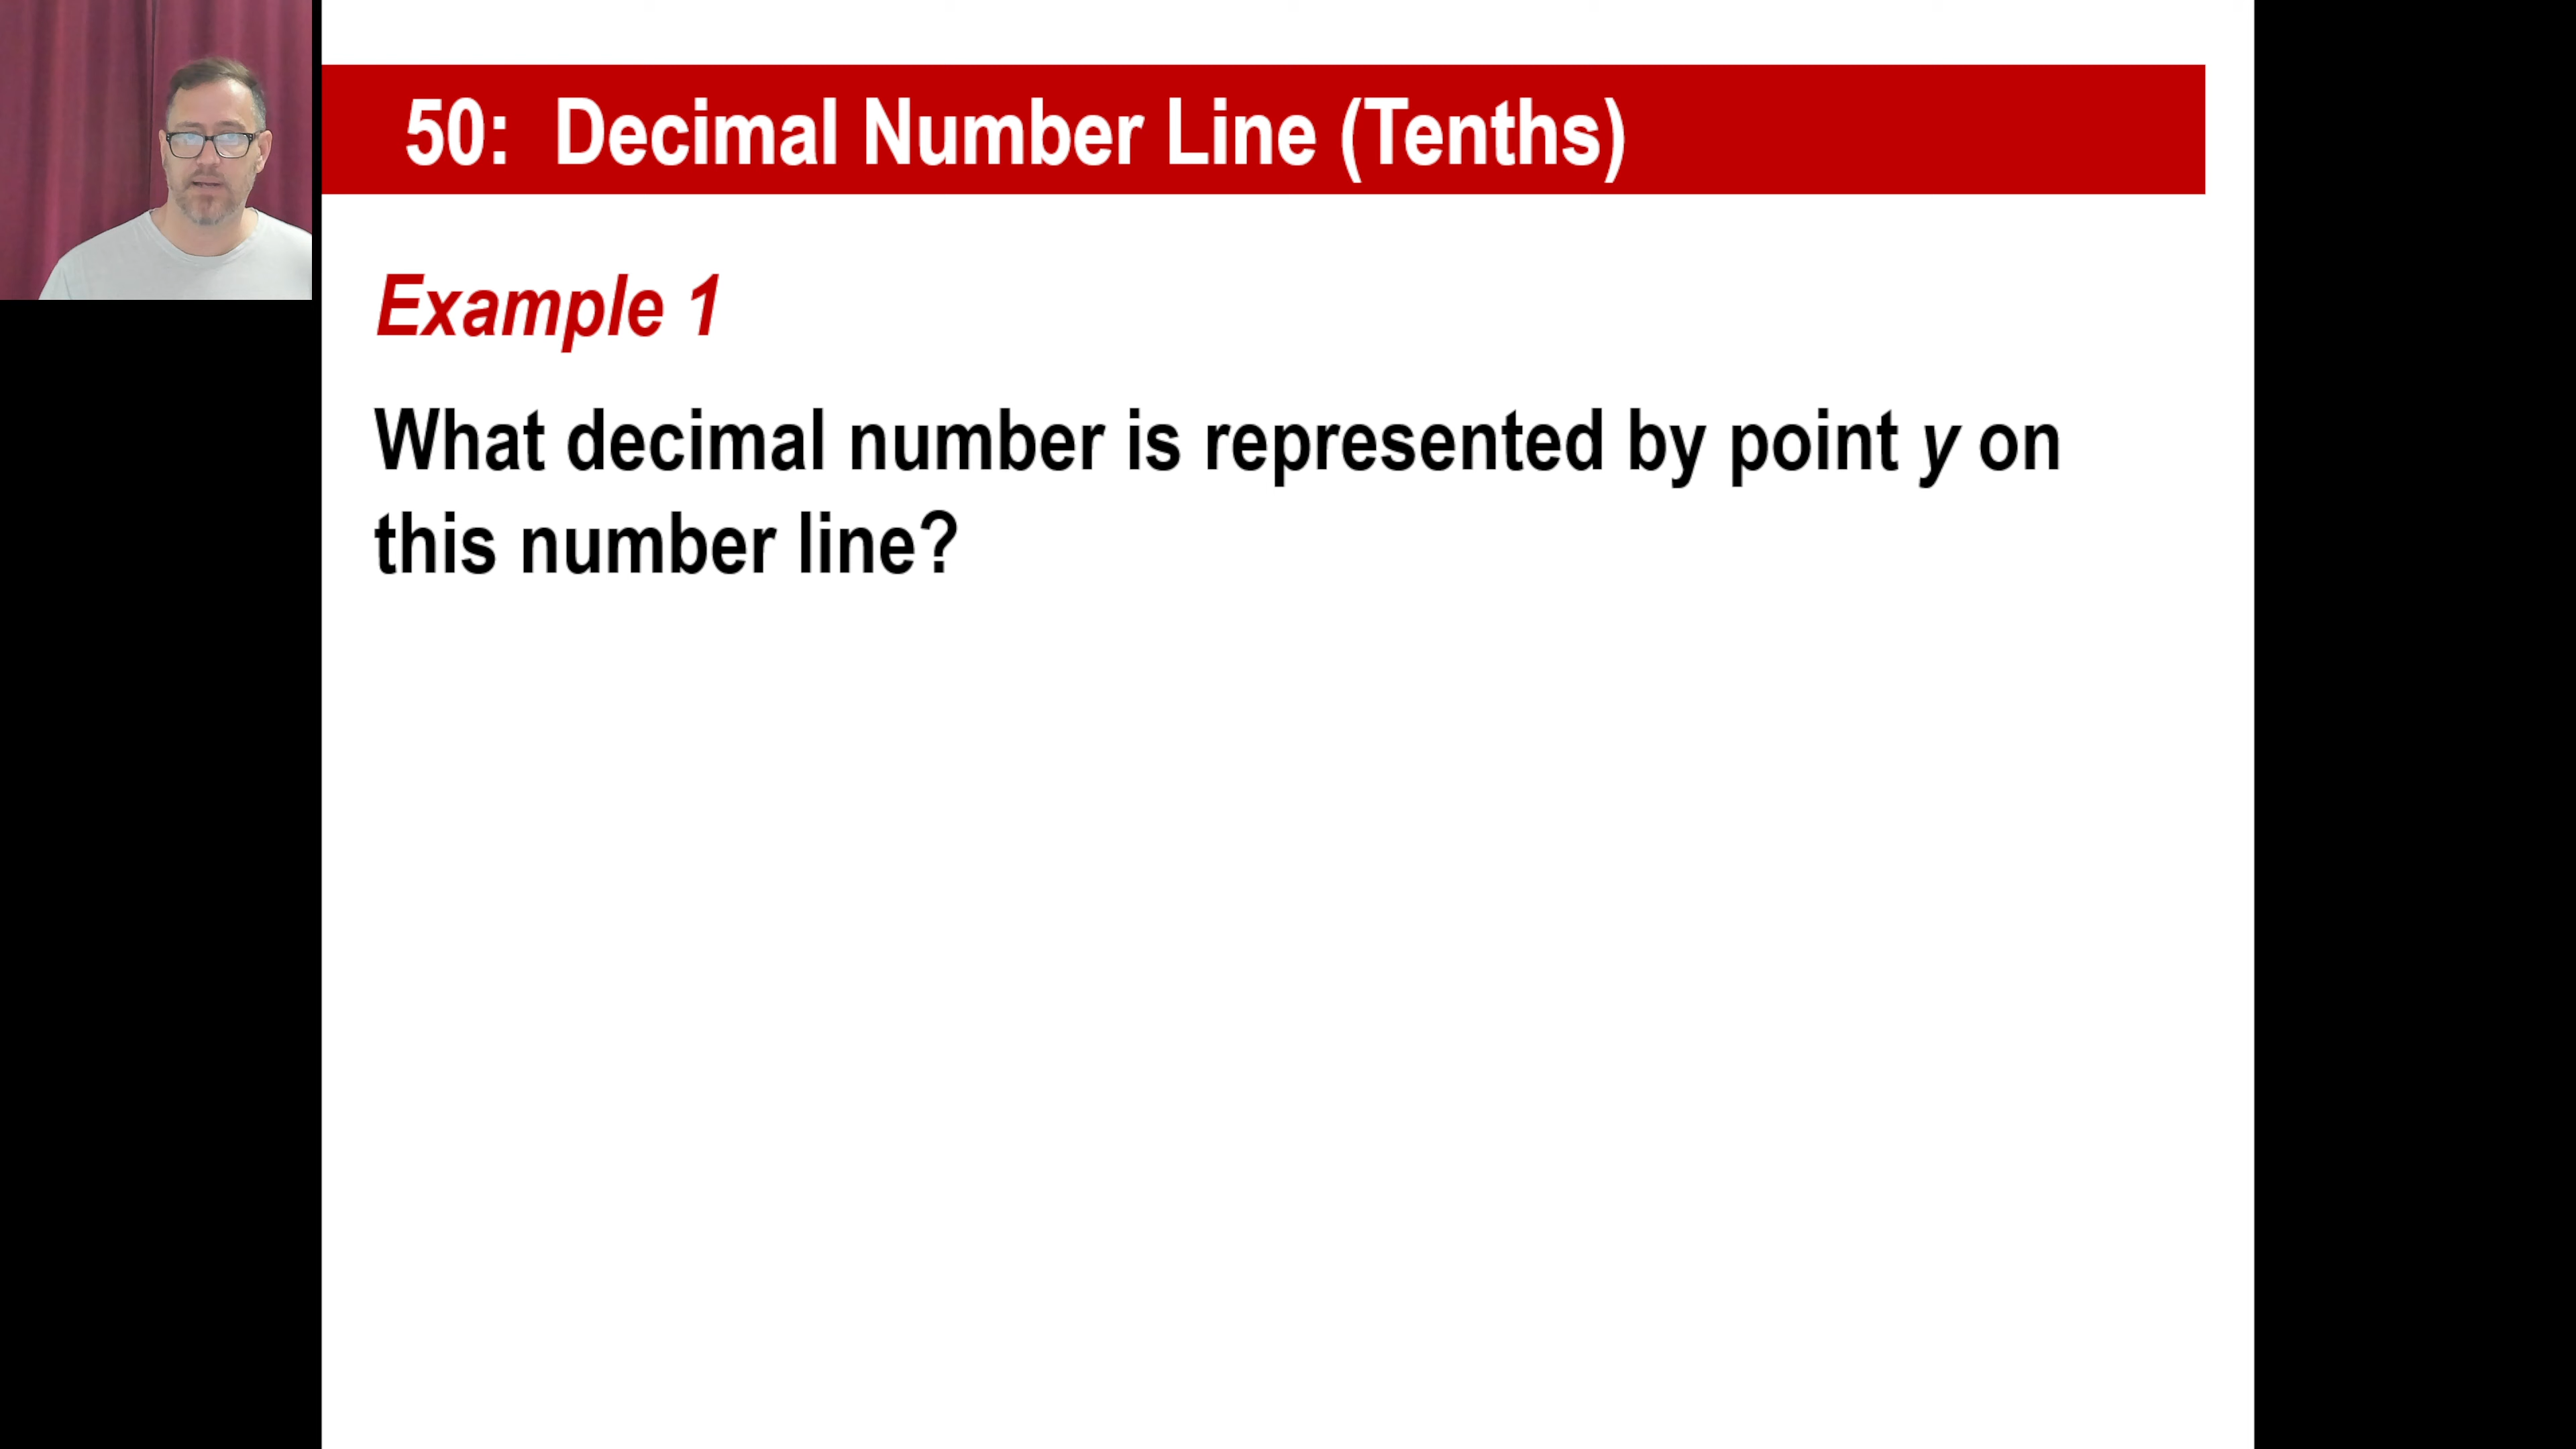 50: Decimal Number Line (Tenths)
Example 1
What decimal number is represented by point y on
this number line?